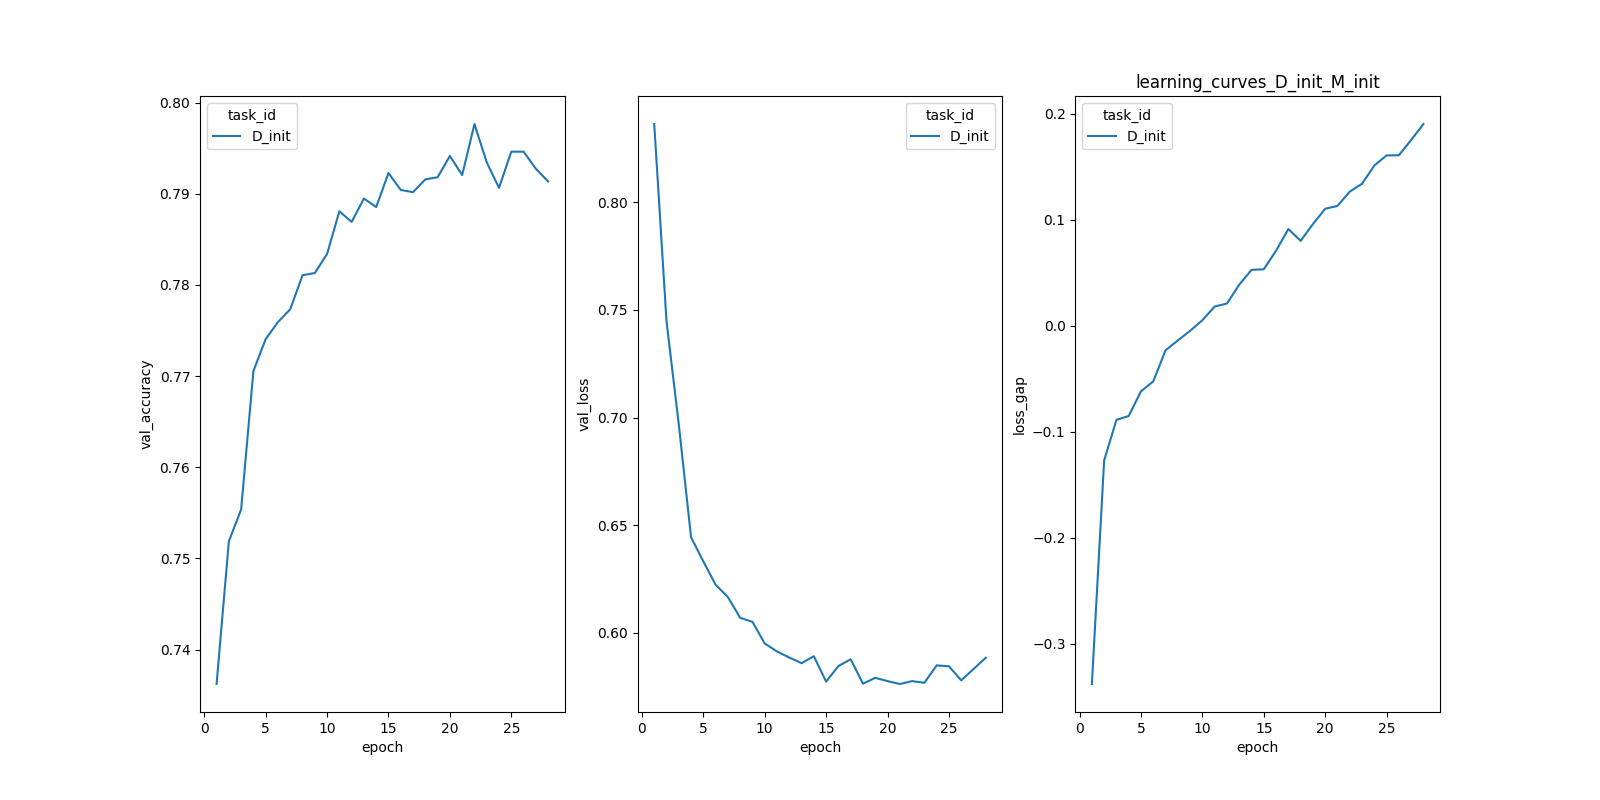 learning_curves_D_init_M_init
task_id
D_init
0.80
0.79
0.78
0.77
0.76
0.75
0.74
val_accuracy
0 5 10 15 20 25
epoch
task_id
D_init
0.80
0.75
0.70
0.65
0.60
val_loss
0 5 10 15 20 25
epoch
task_id
D_init
0.2
0.1
0.0
−0.1
−0.2
−0.3
loss_gap
0 5 10 15 20 25
epoch